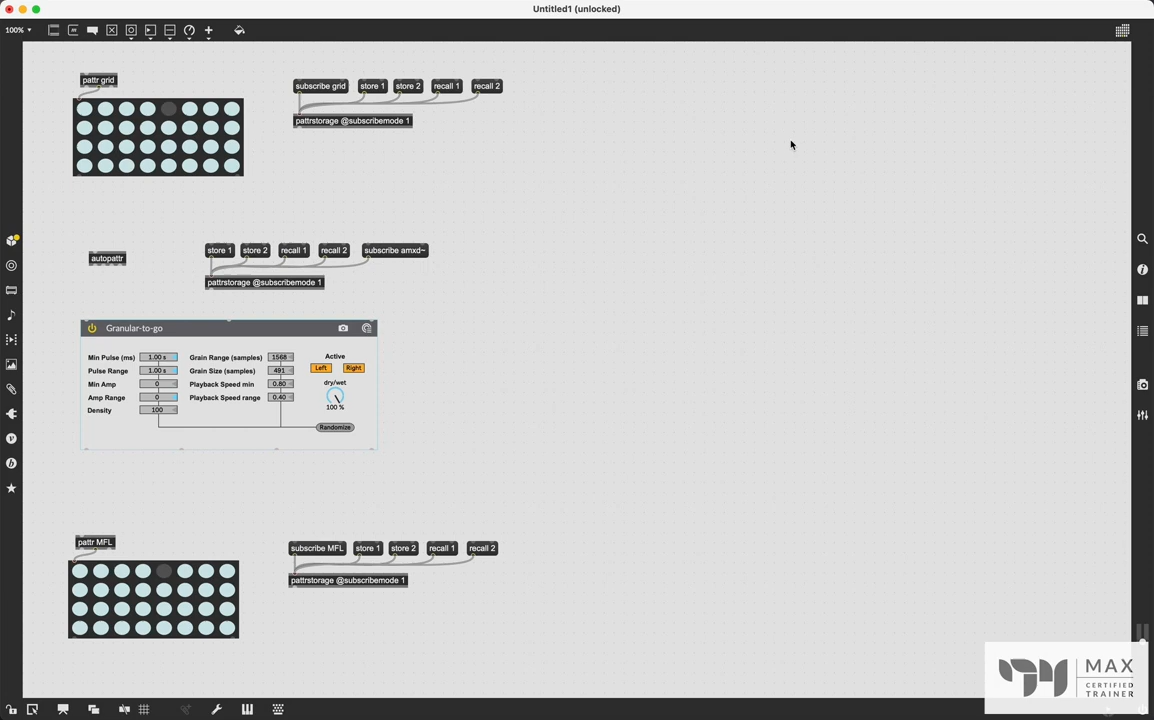 Untitled1 (unlocked)
100%
pattr grid
subscribe grid store 1 store 2 recall 1 recall 2
pattrstorage @subscribemode 1
autopattr
store 1 store 2 recall 1 recall 2 subscribe amxd~
pattrstorage @subscribemode 1
Granular-to-go
Min Pulse (ms) 1.00 s Grain Range (samples) 1568 Active
Pulse Range 1.00 s Grain Size (samples) 491 Left Right
Min Amp 0 Playback Speed min 0.80 dry/wet
Amp Range 0 Playback Speed range 0.40
Density 100 100 %
Randomize
pattr MFL
subscribe MFL store 1 store 2 recall 1 recall 2
pattrstorage @subscribemode 1
MAX
CERTIFIED
TRAINER